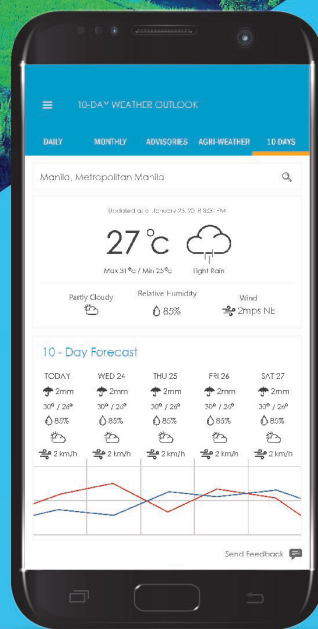 10-DAY WEATHER OUTLOOK
DAILY MONTHLY ADVISORIES AGRI-WEATHER 10 DAYS
Manila, Metropolitan Manila
27°c
Max 31°c / Min 25°c Light Rain
Partly Cloudy Relative Humidity Wind
85% 2mps NE
10 - Day Forecast
TODAY WED 24 THU 25 FRI 26 SAT 27
2mm 2mm 2mm 2mm 2mm
30° / 26° 30° / 26° 30° / 26° 30° / 26° 30° / 26°
85% 85% 85% 85% 85%
2 km/h 2 km/h 2 km/h 2 km/h 2 km/h
Send Feedback